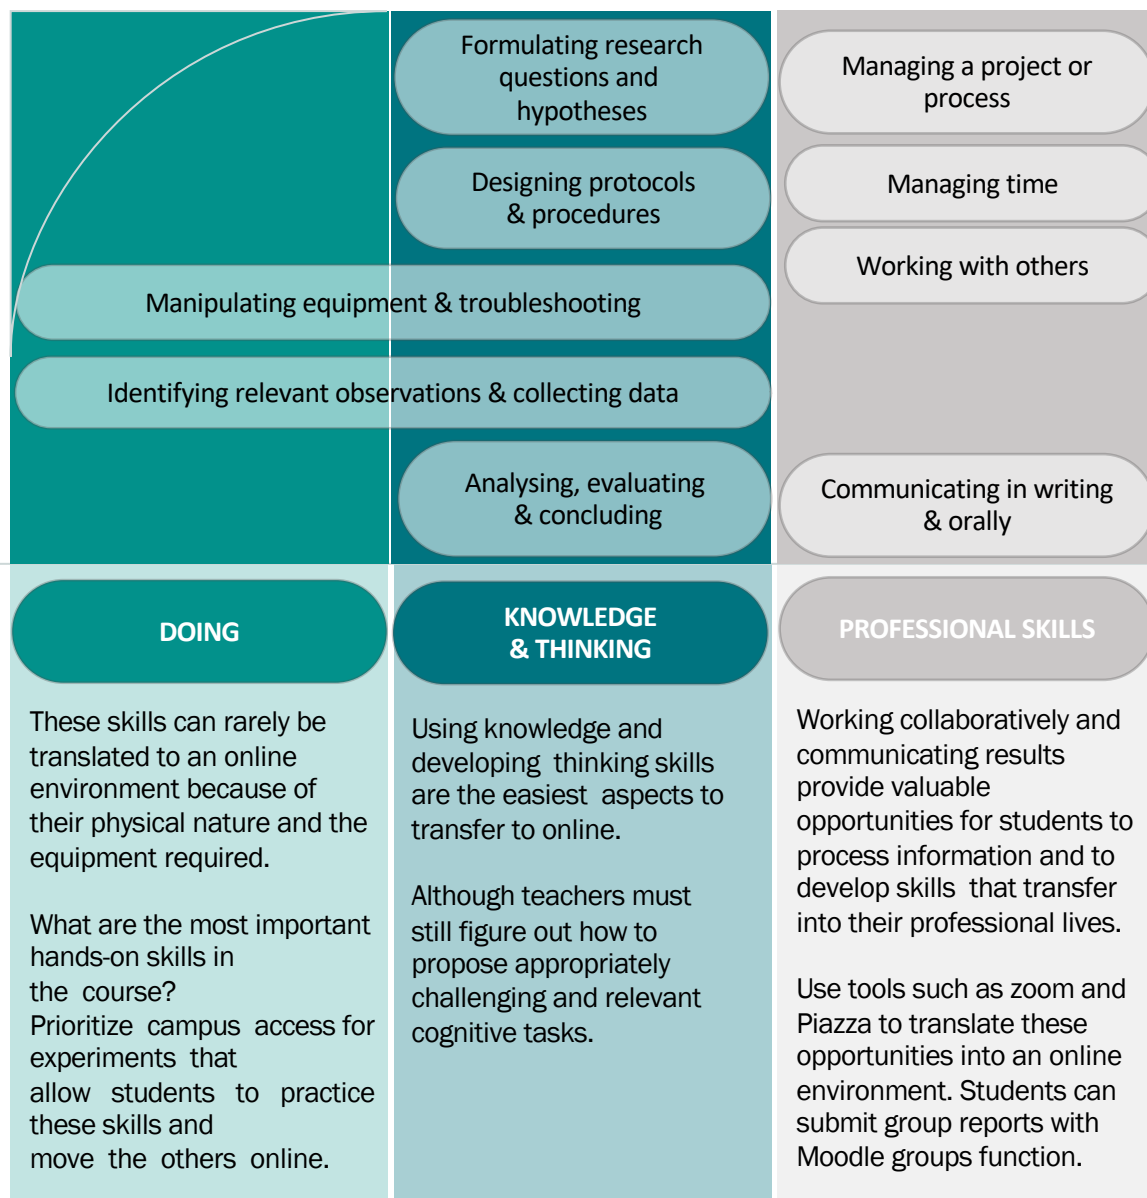 Formulating research
questions and
hypotheses
Designing protocols
& procedures
Manipulating equipment & troubleshooting
Identifying relevant observations & collecting data
Analysing, evaluating
& concluding
Managing a project or
process
Managing time
Working with others
Communicating in writing
& orally
DOING
These skills can rarely be
translated to an online
environment because of
their physical nature and the
equipment required.
What are the most important
hands-on skills in
the course?
Prioritize campus access for
experiments that
allow students to practice
these skills and
move the others online.
KNOWLEDGE
& THINKING
Using knowledge and
developing thinking skills
are the easiest aspects to
transfer to online.
Although teachers must
still figure out how to
propose appropriately
challenging and relevant
cognitive tasks.
PROFESSIONAL SKILLS
Working collaboratively and
communicating results
provide valuable
opportunities for students to
process information and to
develop skills that transfer
into their professional lives.
Use tools such as zoom and
Piazza to translate these
opportunities into an online
environment. Students can
submit group reports with
Moodle groups function.